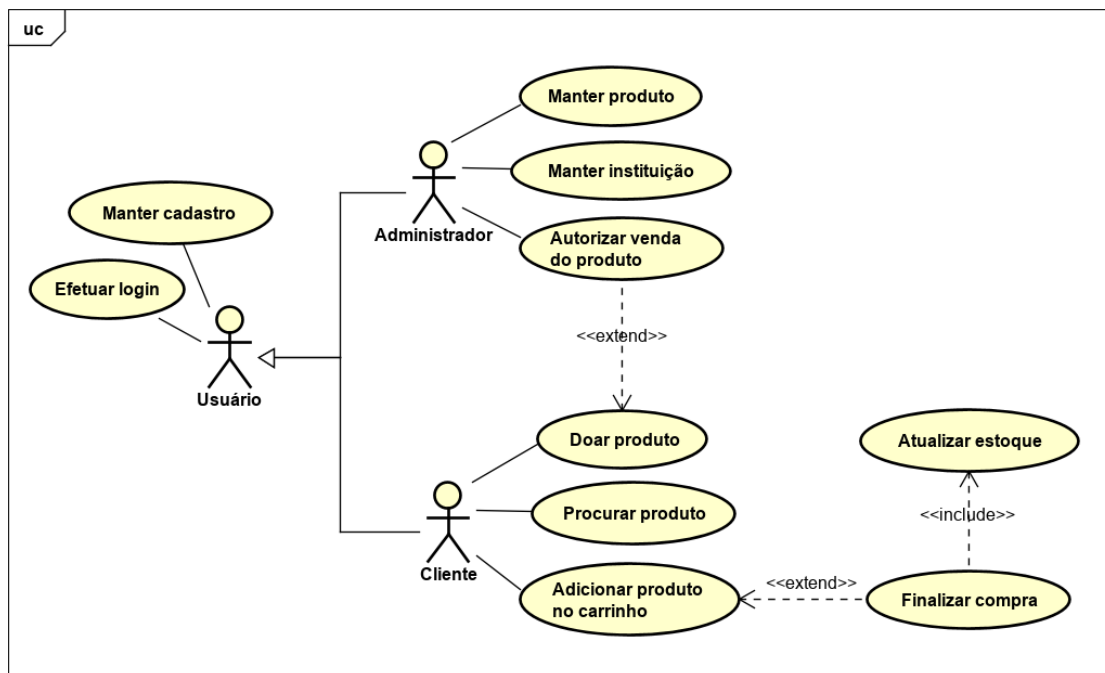 uc
Manter produto
Manter instituição
Administrador
Autorizar venda
do produto
Manter cadastro
Efetuar login
Usuário
<<extend>>
Doar produto
Atualizar estoque
Procurar produto
<<include>>
Cliente
Adicionar produto
no carrinho
<<extend>>
Finalizar compra